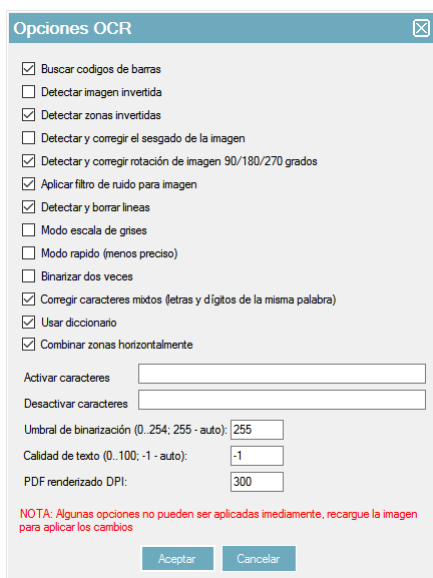 Opciones OCR
Buscar codigos de barras
Detectar imagen invertida
Detectar zonas invertidas
Detectar y corregir el sesgado de la imagen
Detectar y corregir rotación de imagen 90/180/270 grados
Aplicar filtro de ruido para imagen
Detectar y borrar lineas
Modo escala de grises
Modo rapido (menos preciso)
Binarizar dos veces
Corregir caracteres mixtos (letras y dígitos de la misma palabra)
Usar diccionario
Combinar zonas horizontalmente
Activar caracteres
Desactivar caracteres
Umbral de binarización (0..254; 255 - auto): 255
Calidad de texto (0..100; -1 - auto): -1
PDF renderizado DPI: 300
NOTA: Algunas opciones no pueden ser aplicadas imediamente, recargue la imagen
para aplicar los cambios
Aceptar Cancelar